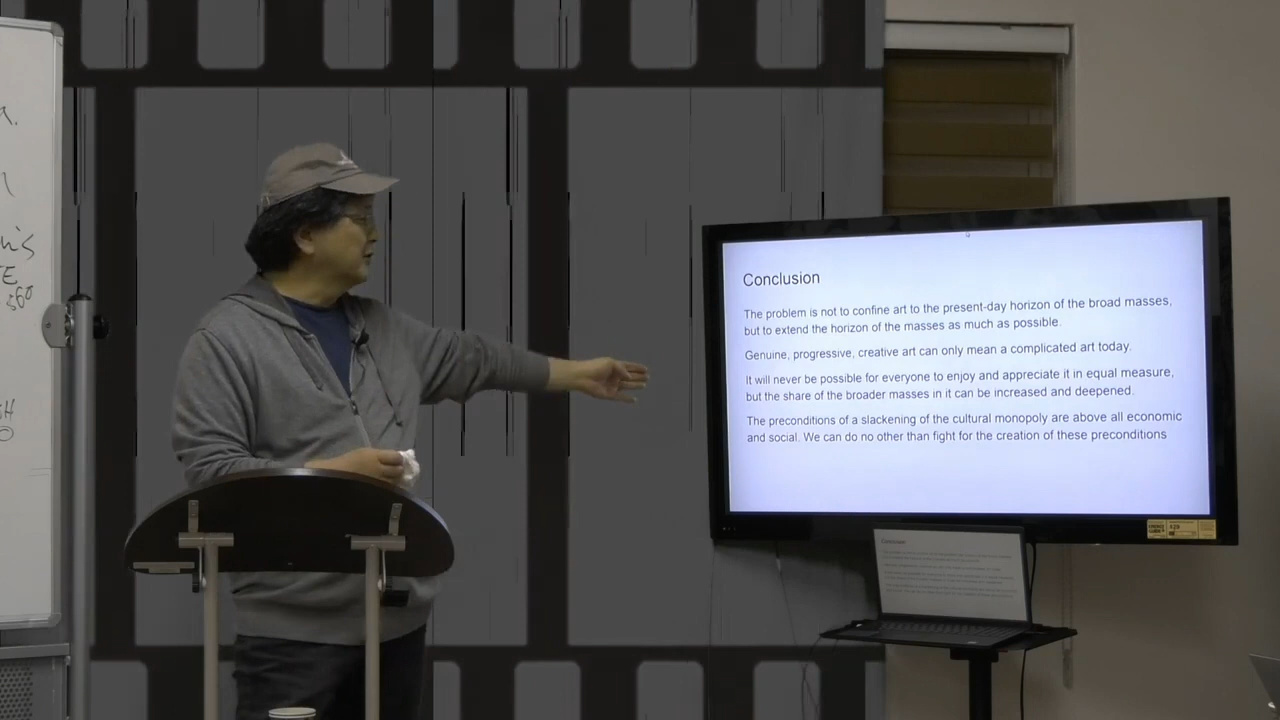 a.
Conclusion
The problem is not to confine art to the present-day horizon of the broad masses,
but to extend the horizon of the masses as much as possible.
Genuine, progressive, creative art can only mean a complicated art today.
It will never be possible for everyone to enjoy and appreciate it in equal measure,
but the share of the broader masses in it can be increased and deepened.
The preconditions of a slackening of the cultural monopoly are above all economic
and social. We can do no other than fight for the creation of these preconditions
Conclusion